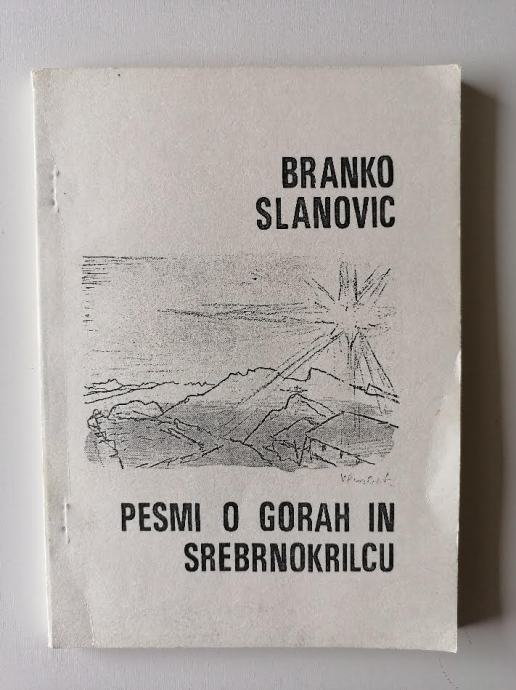 BRANKO
SLANOVIC
PESMI O GORAH IN
SREBRNOKRILCU